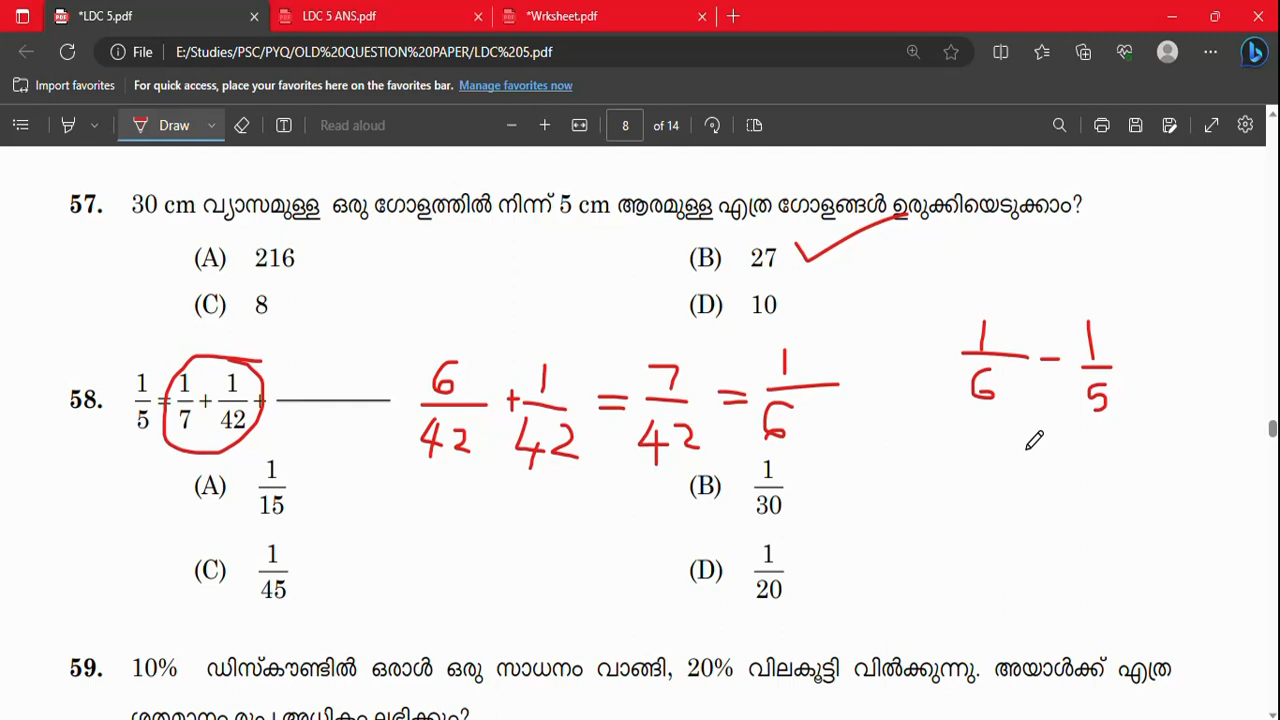 *LDC 5.pdf LDC 5 ANS.pdf *Wrksheet.pdf
File E:/Studies/PSC/PYQ/OLD%20QUESTION%20PAPER/LDC%205.pdf
Import favorites For quick access, place your favorites here on the favorites bar. Manage favorites now
Draw Read aloud 8 of 14
57. 30 cm വ്യാസമുള്ള ഒരു ഗോളത്തിൽ നിന്ന് 5 cm ആരമുള്ള എത്ര ഗോളങ്ങൾ ഉരുക്കിയെടുക്കാം?
(A) 216 (B) 27
(C) 8 (D) 10
58. 1/5 = 1/7 + 1/42 + ________ 6/42 + 1/42 = 7/42 = 1/6 1/6 - 1/5
(A) 1/15 (B) 1/30
(C) 1/45 (D) 1/20
59. 10% ഡിസ്കൗണ്ടിൽ ഒരാൾ ഒരു സാധനം വാങ്ങി, 20% വിലകൂട്ടി വിൽക്കുന്നു. അയാൾക്ക് എത്ര
ശതമാനം രൂപ അധികം ലഭിക്കും?